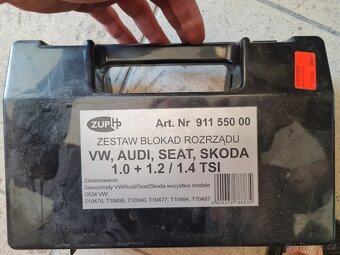 ZUP
Art. Nr 911 550 00
ZESTAW BLOKAD ROZRZĄDU
VW, AUDI, SEAT, SKODA
1.0 + 1.2 / 1.4 TSI
Zastosowanie:
Samochody VW/Audi/Seat/Skoda wszystkie modele
OEM VW:
T10476, T10499, T10340, T10477, T10494, T10487